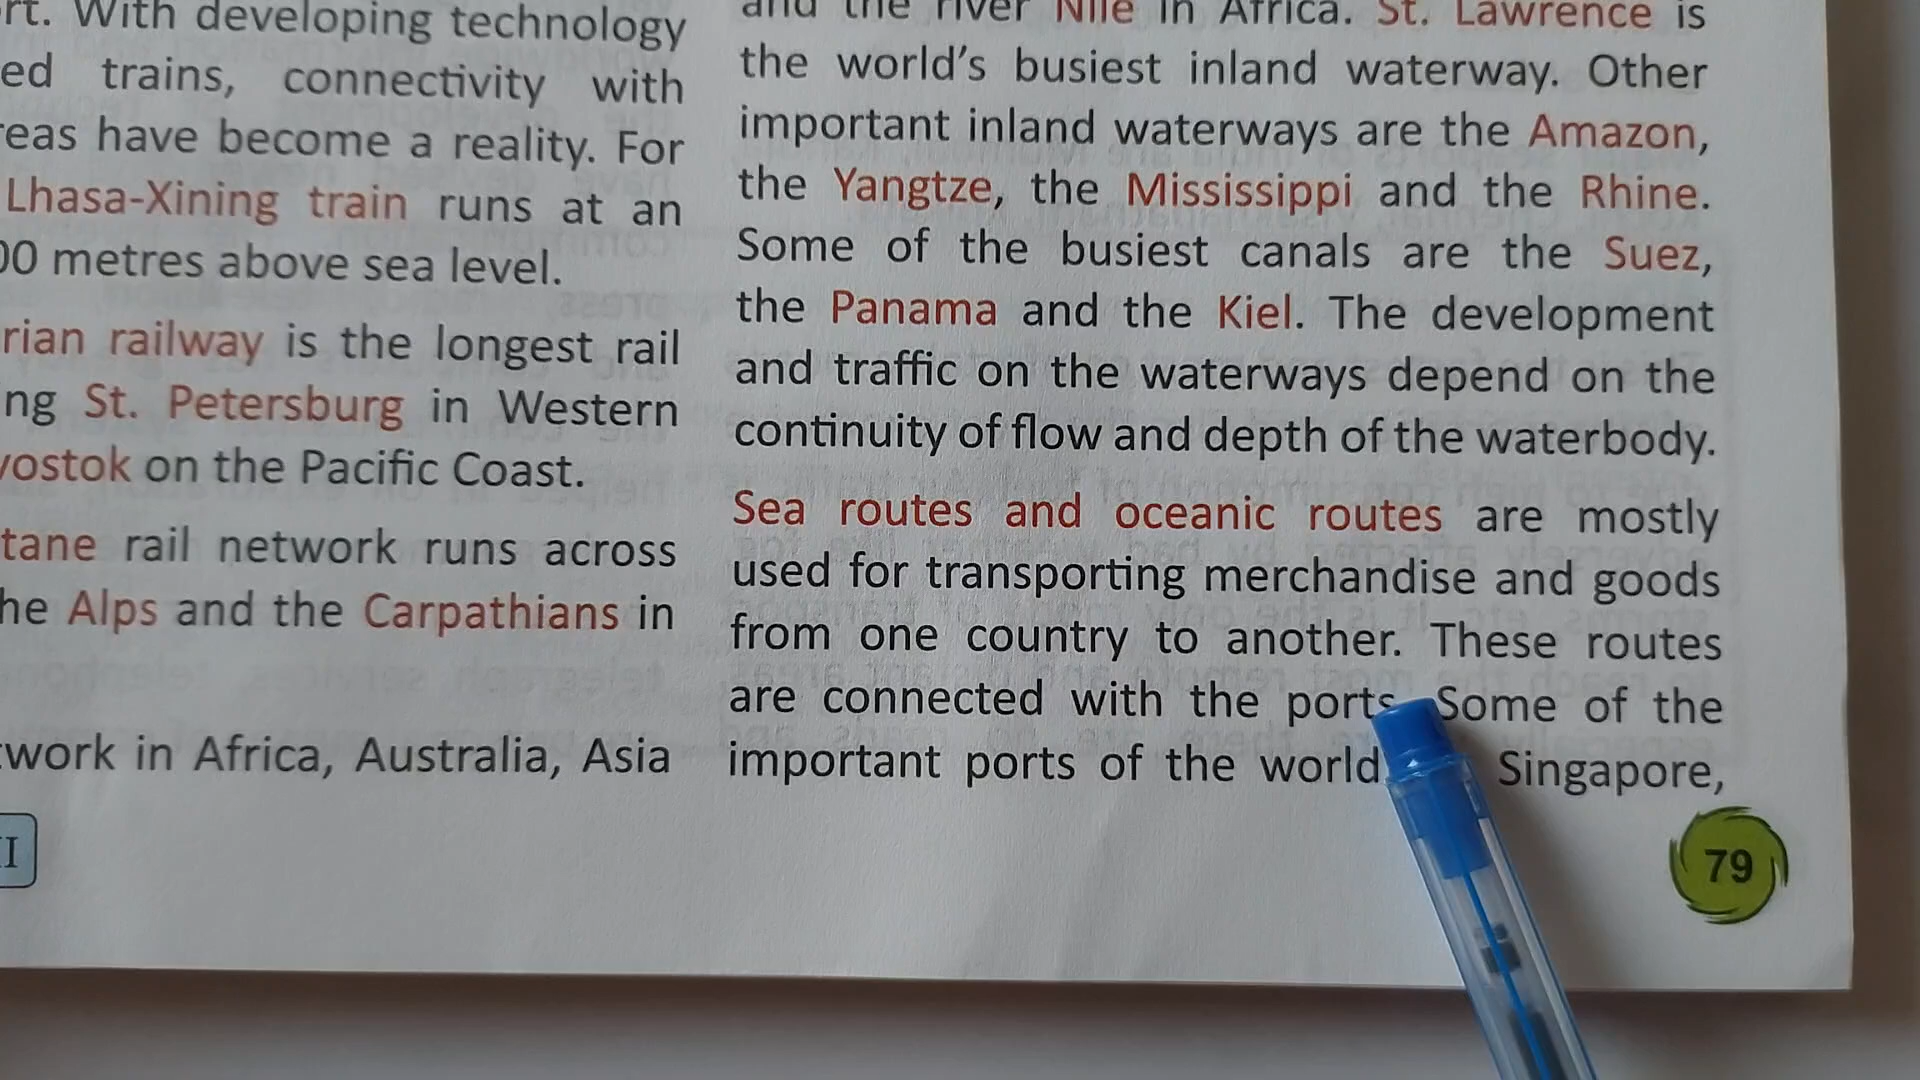 rt. With developing technology
ed trains, connectivity with
reas have become a reality. For
Lhasa-Xining train runs at an
00 metres above sea level.
rian railway is the longest rail
ng St. Petersburg in Western
vostok on the Pacific Coast.
tane rail network runs across
he Alps and the Carpathians in
twork in Africa, Australia, Asia
II
and the river Nile in Africa. St. Lawrence is
the world's busiest inland waterway. Other
important inland waterways are the Amazon,
the Yangtze, the Mississippi and the Rhine.
Some of the busiest canals are the Suez,
the Panama and the Kiel. The development
and traffic on the waterways depend on the
continuity of flow and depth of the waterbody.
Sea routes and oceanic routes are mostly
used for transporting merchandise and goods
from one country to another. These routes
are connected with the ports. Some of the
important ports of the world Singapore,
79